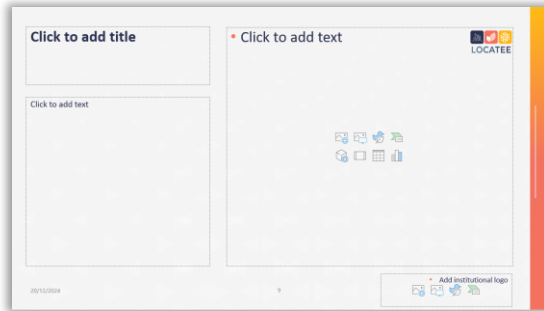 Click to add title
• Click to add text
LOCATEE
Click to add text
• Add institutional logo
20/12/2024
9